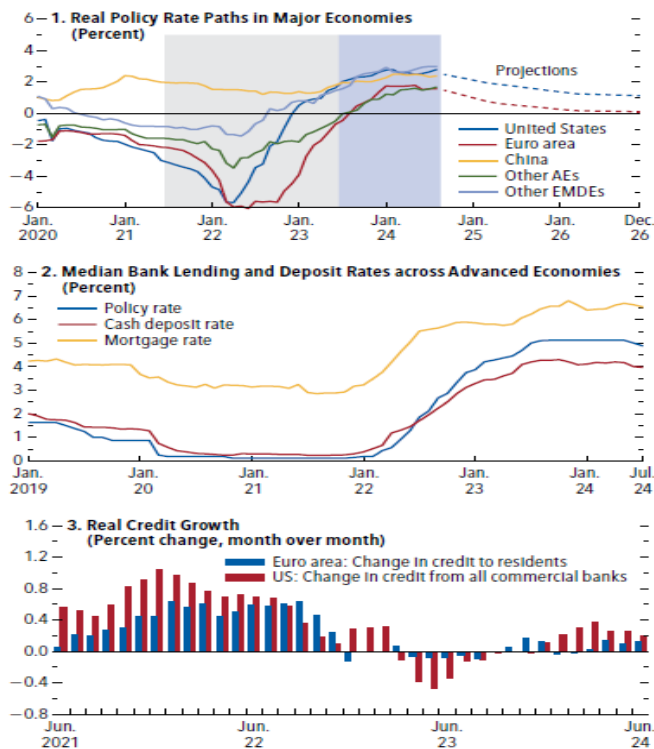 1. Real Policy Rate Paths in Major Economies
(Percent)
6
4
2
0
2
4
6
Projections
United States
Euro area
China
Other AEs
Other EMDEs
Jan. 2020
Jan. 21
Jan. 22
Jan. 23
Jan. 24
Jan. 25
Jan. 26
Dec. 26
2. Median Bank Lending and Deposit Rates across Advanced Economies
(Percent)
8
7
6
5
4
3
2
1
0
Policy rate
Cash deposit rate
Mortgage rate
Jan. 2019
Jan. 20
Jan. 21
Jan. 22
Jan. 23
Jan. 24
Jul. 24
3. Real Credit Growth
(Percent change, month over month)
1.6
1.2
0.8
0.4
0.0
−0.4
−0.8
Euro area: Change in credit to residents
US: Change in credit from all commercial banks
Jun. 2021
Jun. 22
Jun. 23
Jun. 24